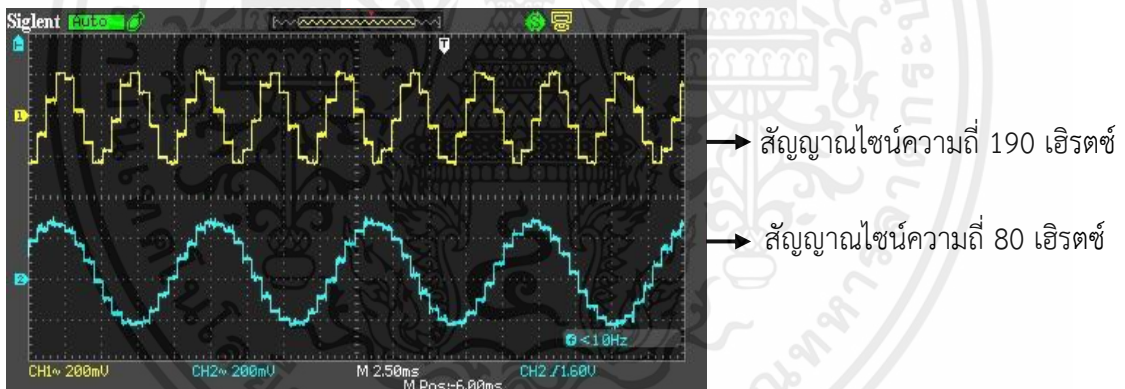 Siglent Auto
T
T
1
สัญญาณไซน์ความถี่ 190 เฮิรตซ์
สัญญาณไซน์ความถี่ 80 เฮิรตซ์
2
<10Hz
CH1~ 200mV CH2~ 200mV M 2.50ms CH2 /1.60V
M Pos:-6.00ms